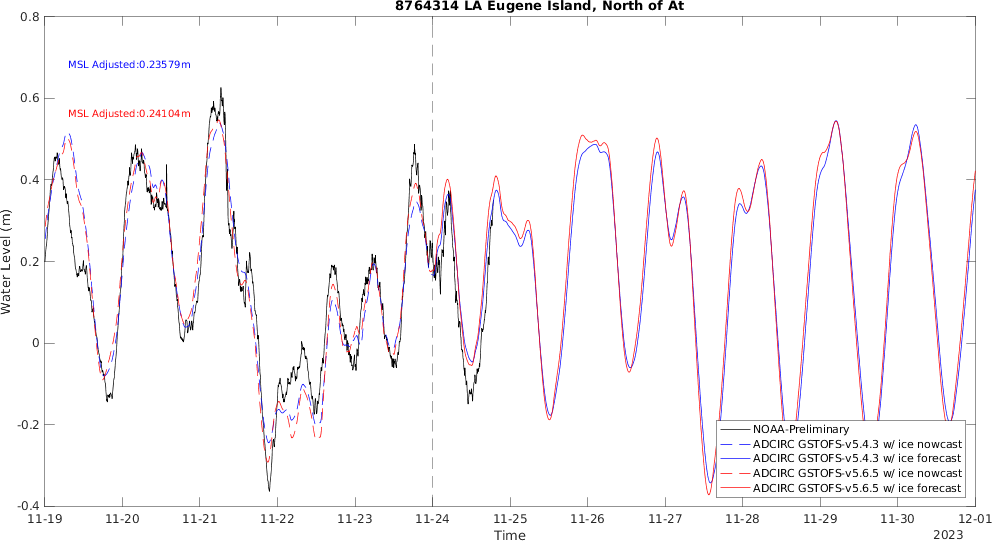 8764314 LA Eugene Island, North of At
MSL Adjusted:0.23579m
MSL Adjusted:0.24104m
Water Level (m)
0.8
0.6
0.4
0.2
0
-0.2
-0.4
NOAA-Preliminary
ADCIRC GSTOFS-v5.4.3 w/ ice nowcast
ADCIRC GSTOFS-v5.4.3 w/ ice forecast
ADCIRC GSTOFS-v5.6.5 w/ ice nowcast
ADCIRC GSTOFS-v5.6.5 w/ ice forecast
11-19 11-20 11-21 11-22 11-23 11-24 11-25 11-26 11-27 11-28 11-29 11-30 12-01
Time
2023